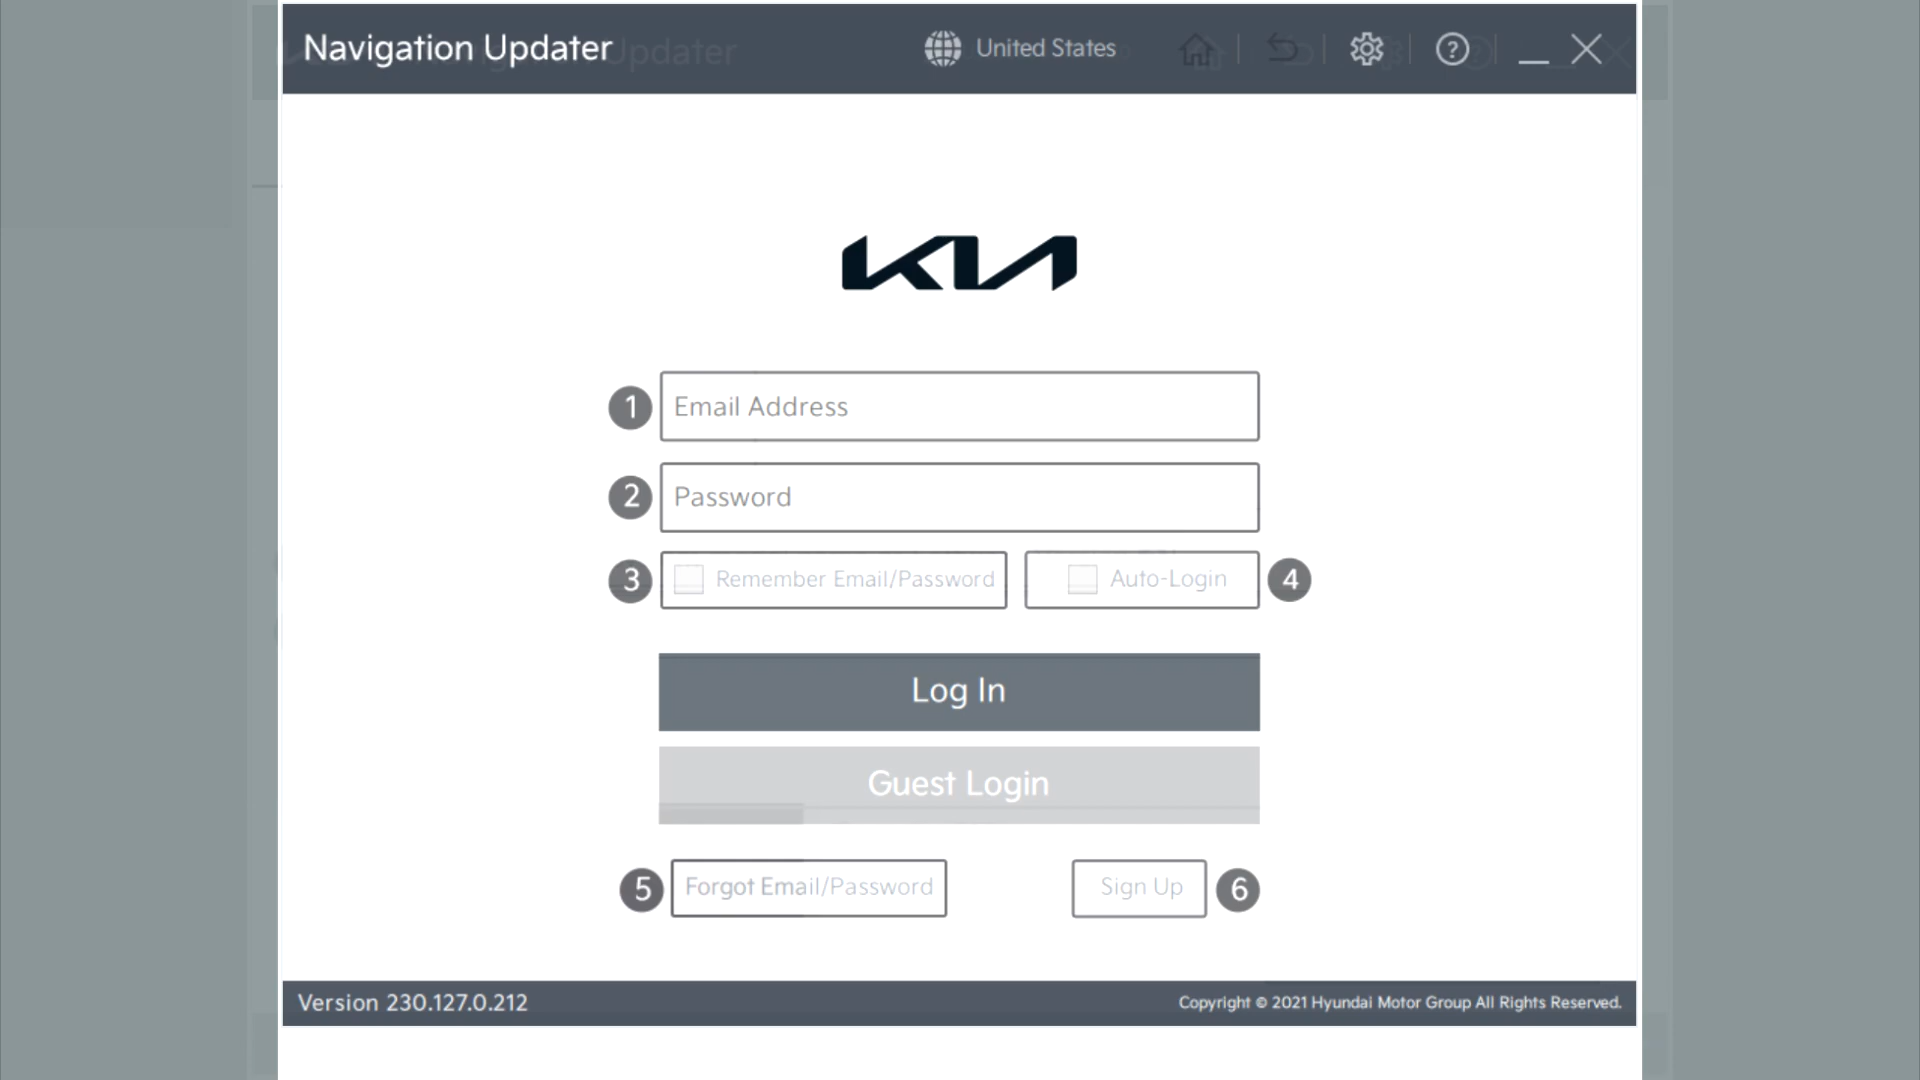 Navigation Updater
United States
?
KIA
1 Email Address
2 Password
3 Remember Email/Password
Auto-Login 4
Log In
Guest Login
5 Forgot Email/Password
Sign Up 6
Version 230.127.0.212
Copyright © 2021 Hyundai Motor Group All Rights Reserved.